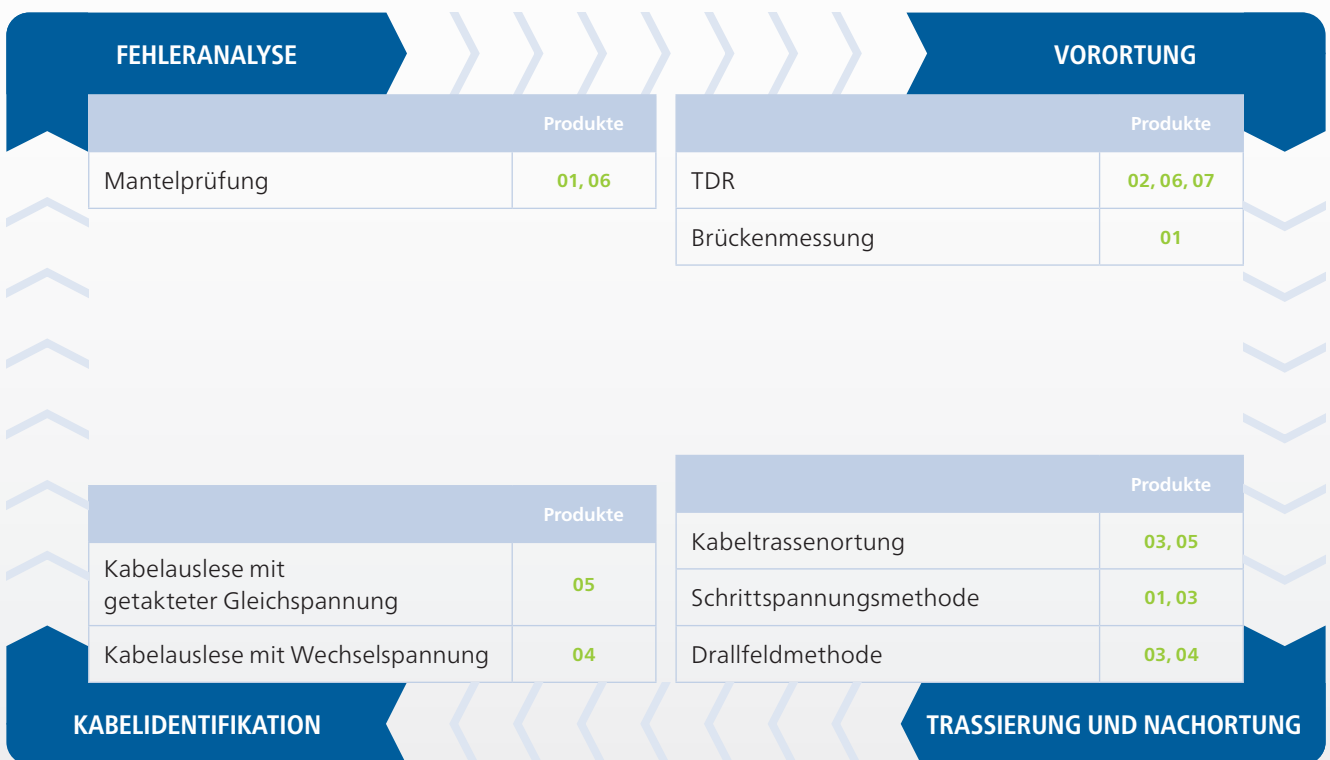 FEHLERANALYSE
Produkte
Mantelprüfung 01, 06
VORORTUNG
Produkte
TDR 02, 06, 07
Brückenmessung 01
Produkte
Kabelauslese mit
getakteter Gleichspannung 05
Kabelauslese mit Wechselspannung 04
KABELIDENTIFIKATION
Produkte
Kabeltrassenortung 03, 05
Schrittspannungsmethode 01, 03
Drallfeldmethode 03, 04
TRASSIERUNG UND NACHORTUNG